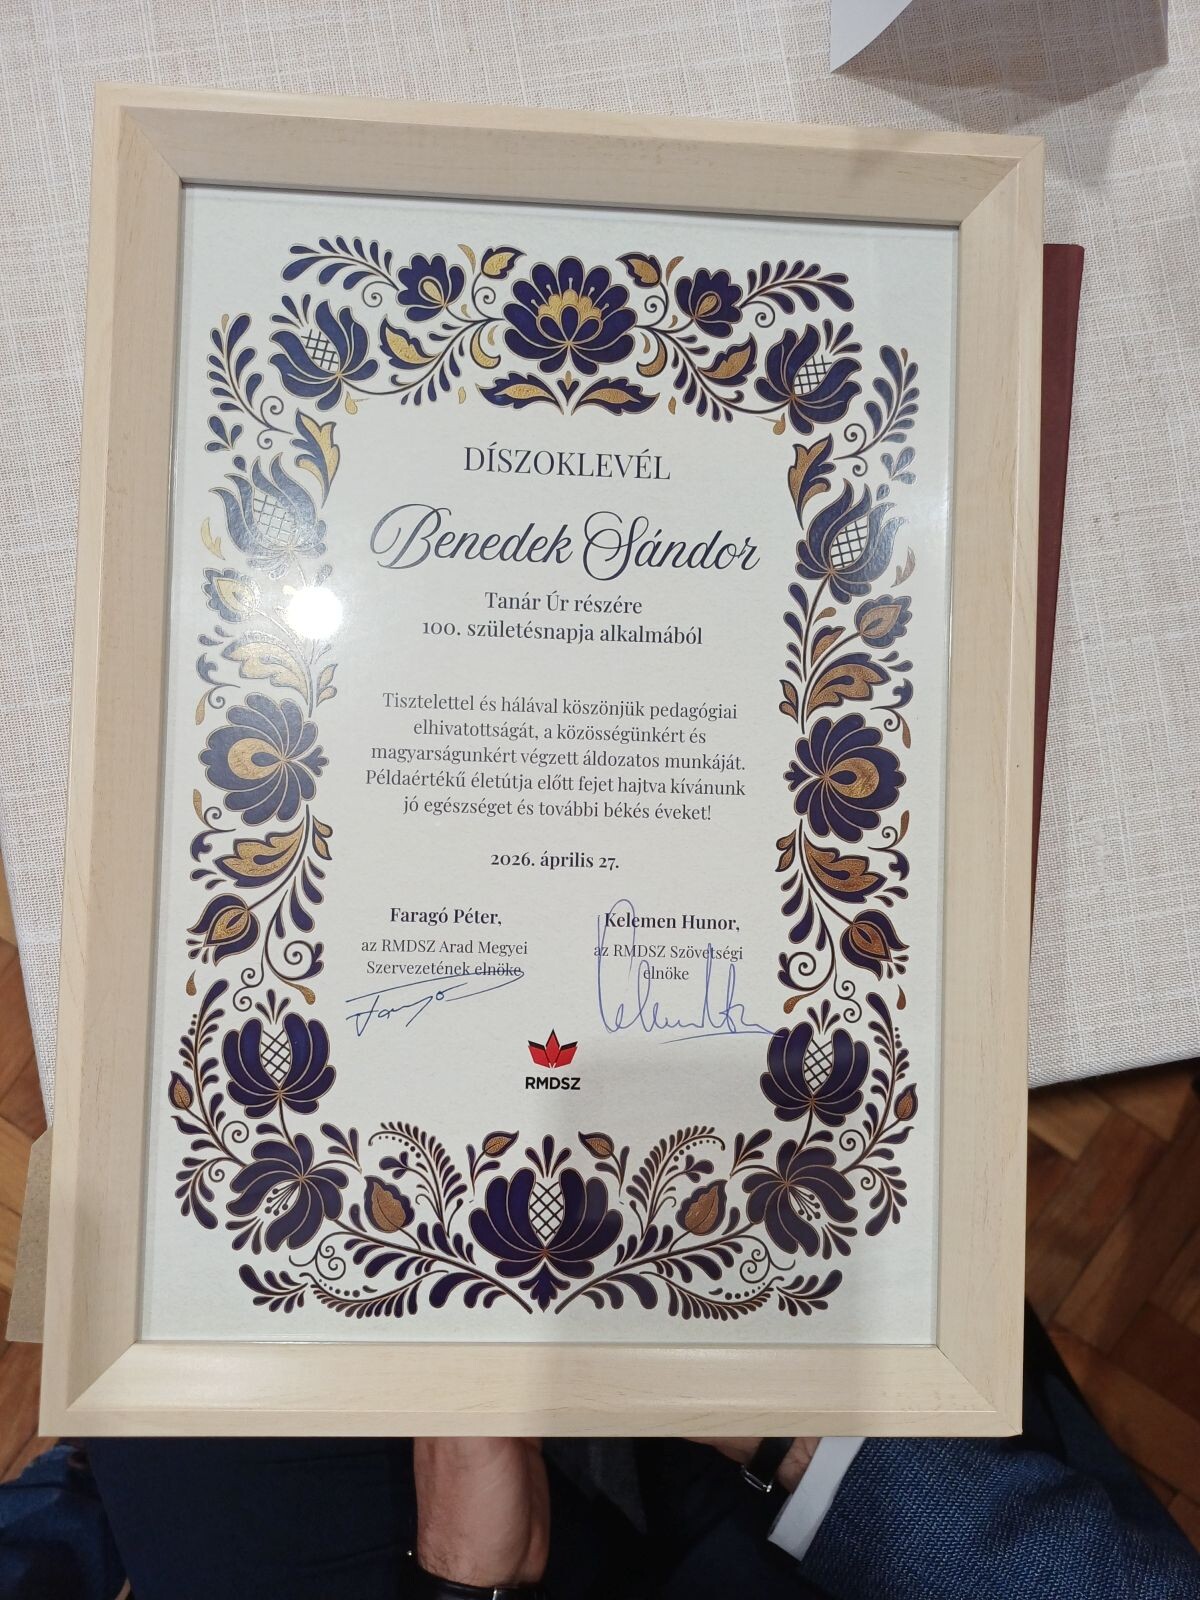 DÍSZOKLEVÉL
Benedek Sándor
Tanár Úr részére
100. születésnapja alkalmából
Tisztelettel és hálával köszönjük pedagógiai
elhivatottságát, a közösségünkért és
magyarságunkért végzett áldozatos munkáját.
Példaértékű életútja előtt fejet hajtva kívánunk
jó egészséget és további békés éveket!
2026. április 27.
Faragó Péter,
az RMDSZ Arad Megyei
Szervezetének elnöke
Kelemen Hunor,
az RMDSZ Szövetségi
elnöke
RMDSZ